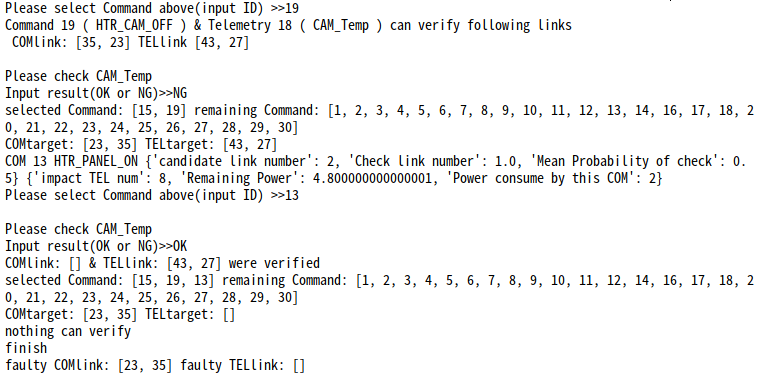 Please select Command above(input ID) >>19
Command 19 ( HTR_CAM_OFF ) & Telemetry 18 ( CAM_Temp ) can verify following links
 COMlink: [35, 23] TELlink [43, 27]

Please check CAM_Temp
Input result(OK or NG)>>NG
selected Command: [15, 19] remaining Command: [1, 2, 3, 4, 5, 6, 7, 8, 9, 10, 11, 12, 13, 14, 16, 17, 18, 2
0, 21, 22, 23, 24, 25, 26, 27, 28, 29, 30]
COMtarget: [23, 35] TELtarget: [43, 27]
COM 13 HTR_PANEL_ON {'candidate link number': 2, 'Check link number': 1.0, 'Mean Probability of check': 0.
5} {'impact TEL num': 8, 'Remaining Power': 4.800000000000001, 'Power consume by this COM': 2}
Please select Command above(input ID) >>13

Please check CAM_Temp
Input result(OK or NG)>>OK
COMlink: [] & TELlink: [43, 27] were verified
selected Command: [15, 19, 13] remaining Command: [1, 2, 3, 4, 5, 6, 7, 8, 9, 10, 11, 12, 14, 16, 17, 18, 2
0, 21, 22, 23, 24, 25, 26, 27, 28, 29, 30]
COMtarget: [23, 35] TELtarget: []
nothing can verify
finish
faulty COMlink: [23, 35] faulty TELlink: []